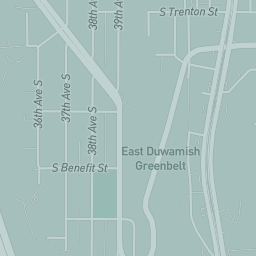 S Trenton St
38th Ave S
39th Ave S
36th Ave S
37th Ave S
38th Ave S
East Duwamish
Greenbelt
S Benefit St